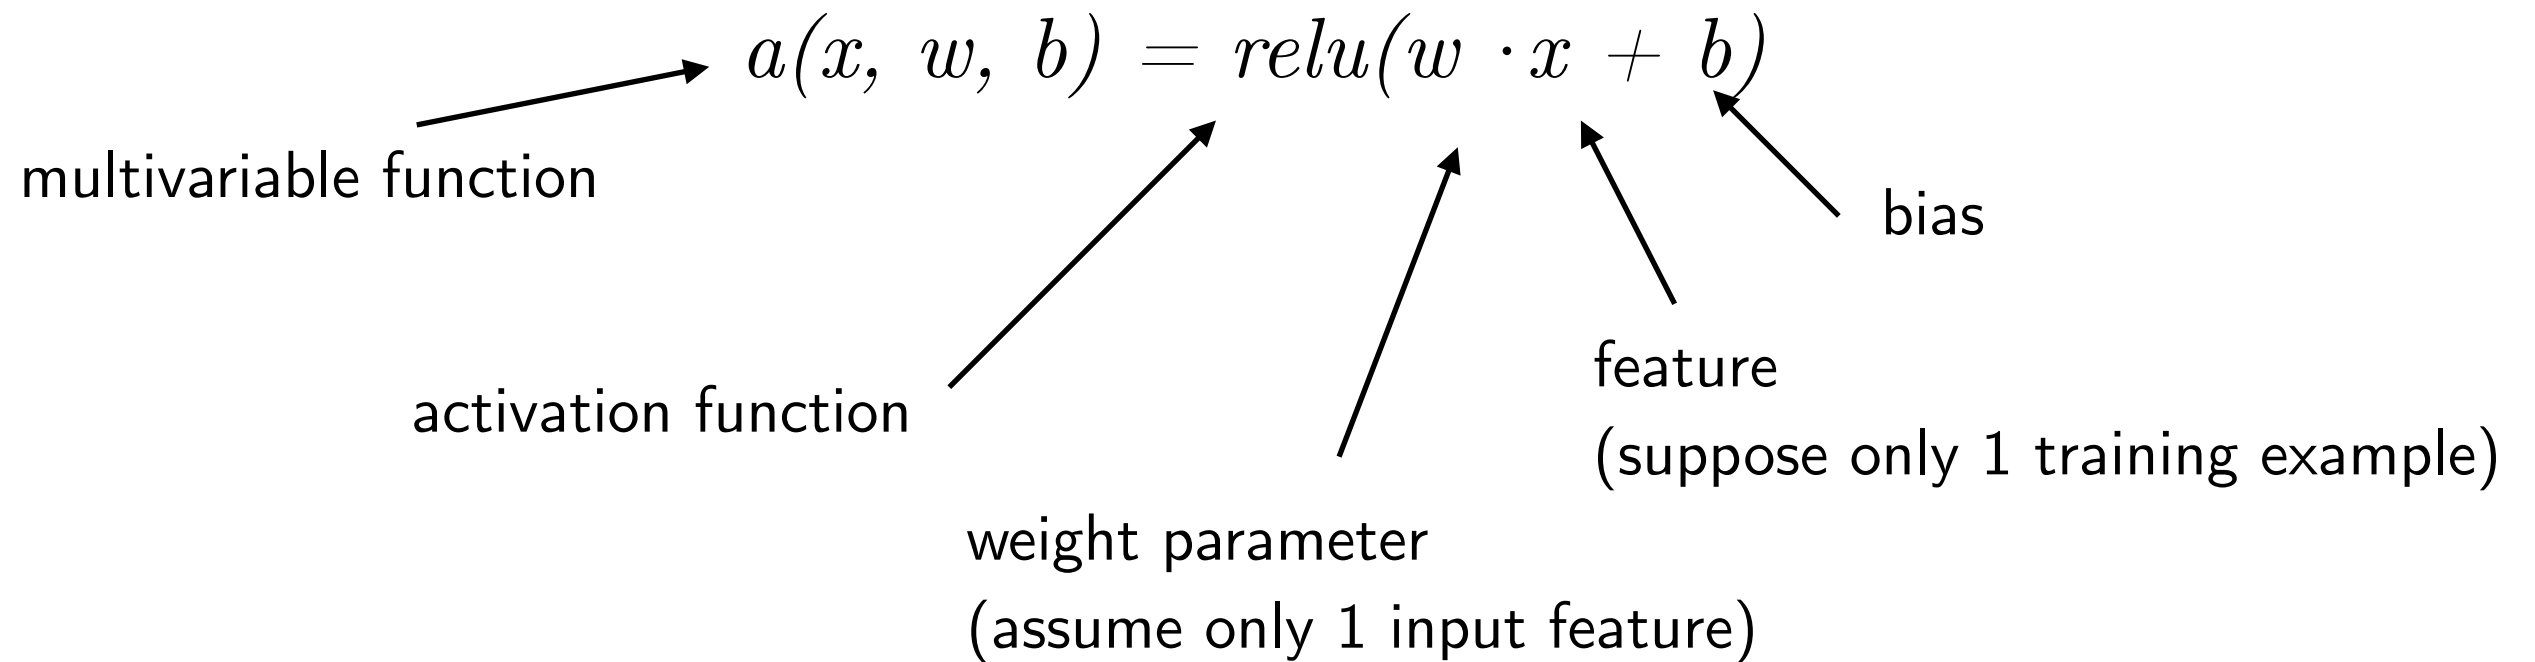 a(x, w, b) = relu(w · x + b)
multivariable function
bias
activation function
feature
(suppose only 1 training example)
weight parameter
(assume only 1 input feature)